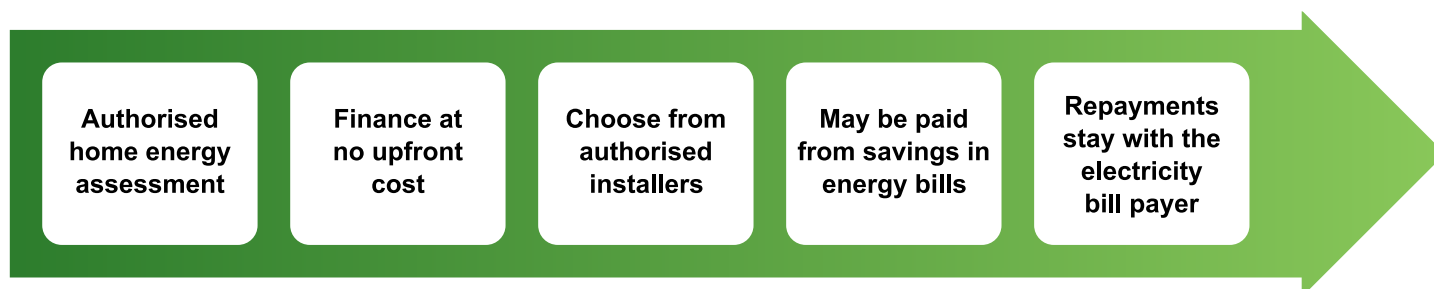 Authorised
home energy
assessment
Finance at
no upfront
cost
Choose from
authorised
installers
May be paid
from savings in
energy bills
Repayments
stay with the
electricity
bill payer